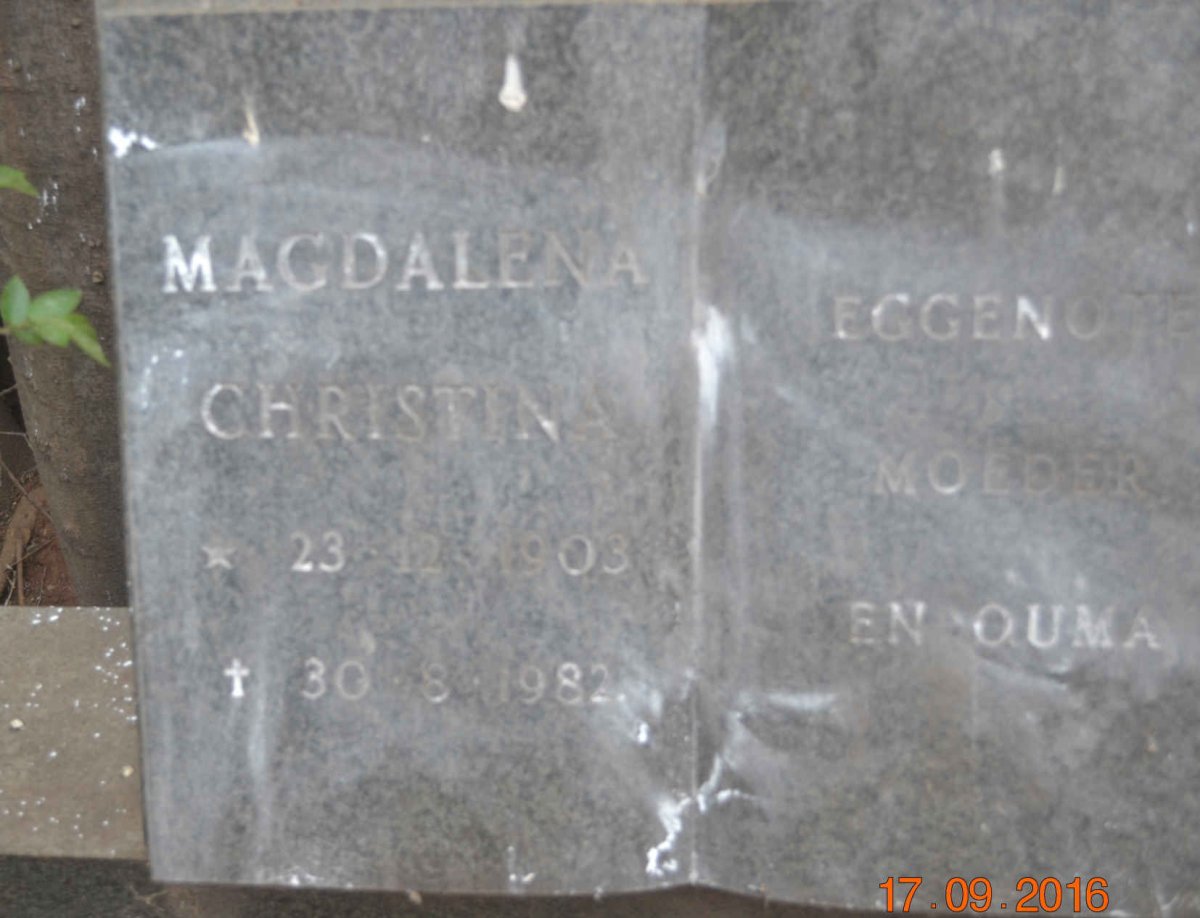 MAGDALENA
CHRISTINA
★ 23 · 12 · 1903
✝ 30 · 8 · 1982
EGGENOTE
MOEDER
EN OUMA
17.09.2016